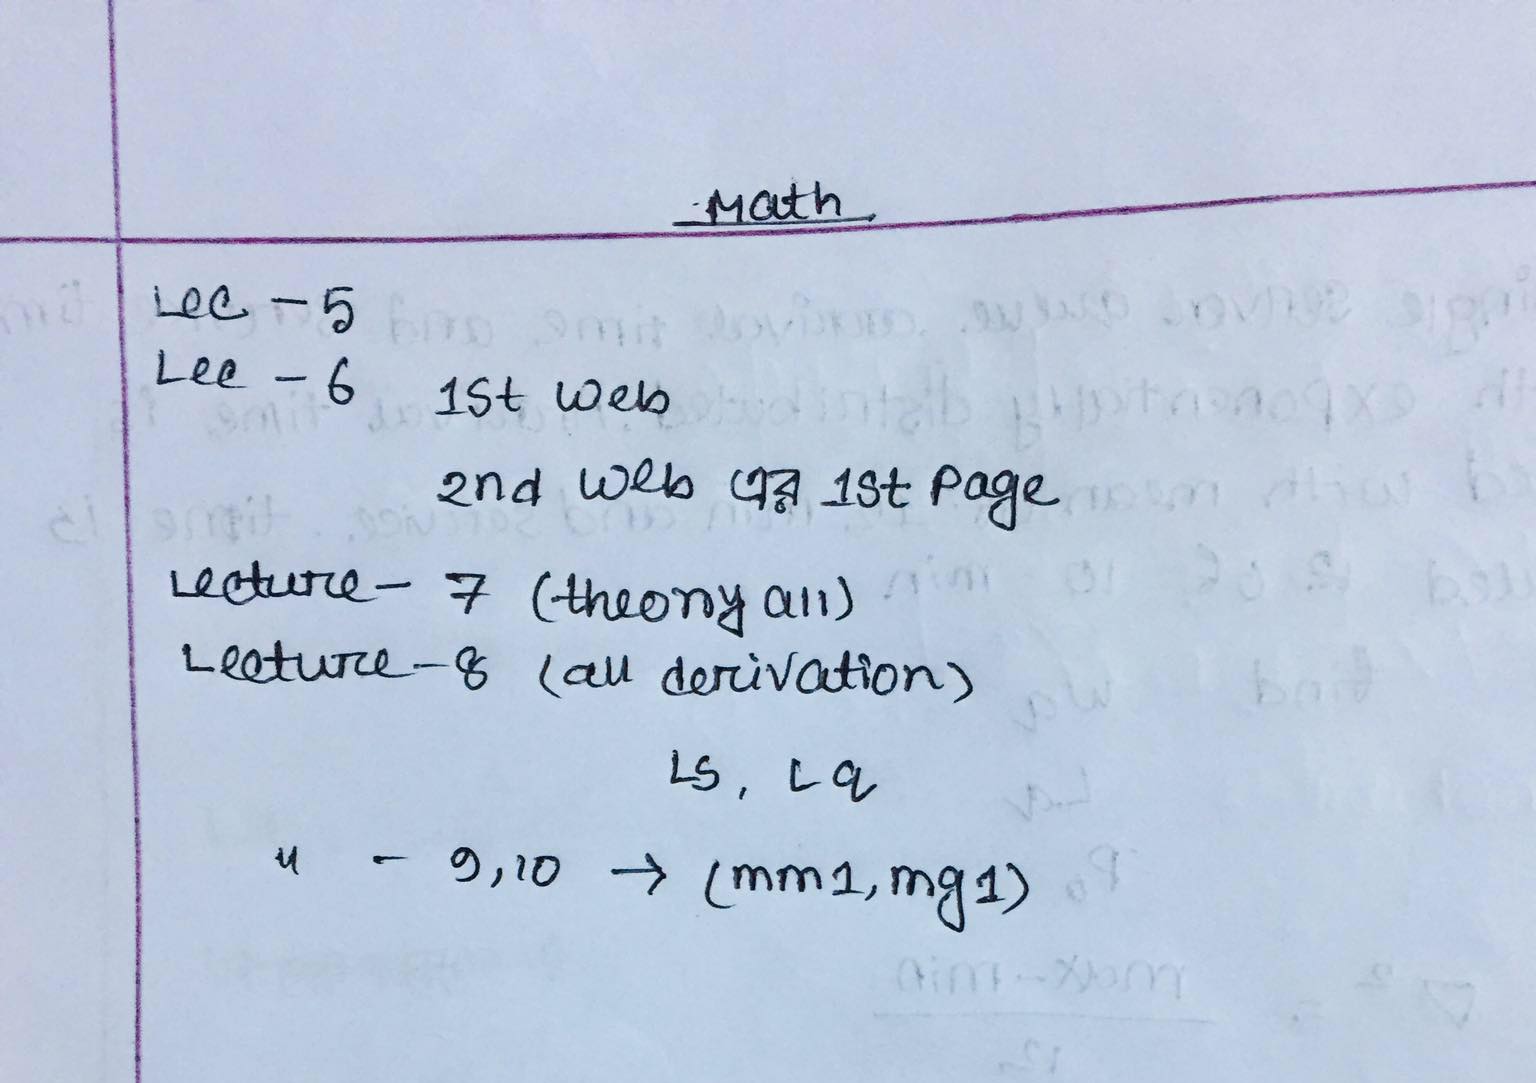 Math
Lec - 5
Lec - 6 1st web
2nd web এর 1st Page
Lecture - 7 (theory all)
Lecture - 8 (all derivation)
Ls, Lq
" - 9,10 → (mm1, mg1)